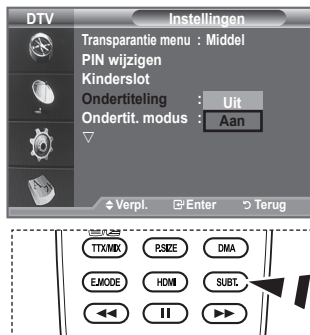 DTV Instellingen
Transparantie menu : Middel
PIN wijzigen
Kinderslot
Ondertiteling : Uit
Ondertit. modus : Aan
Verpl. Enter Terug
TTX/MIX P.SIZE DMA
E.MODE HDMI SUBT.